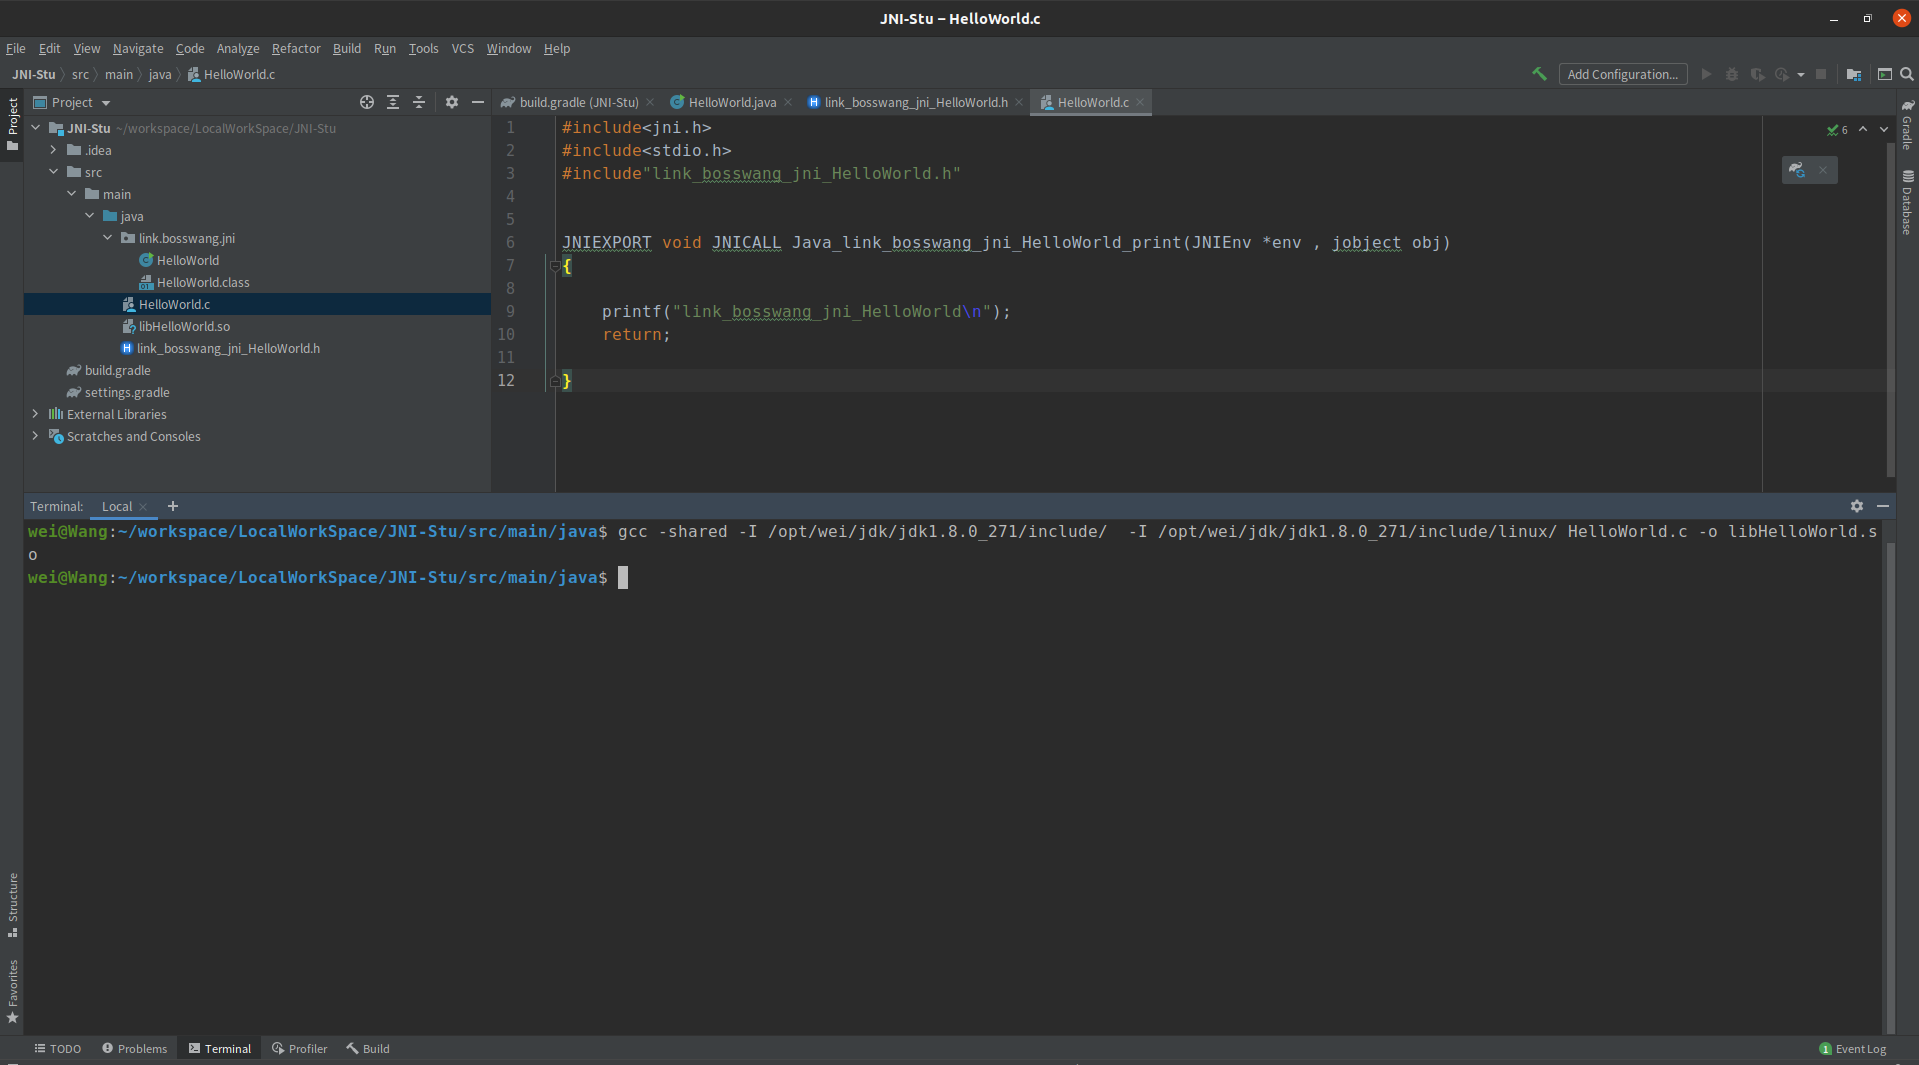 JNI-Stu – HelloWorld.c
File Edit View Navigate Code Analyze Refactor Build Run Tools VCS Window Help
JNI-Stu src main java HelloWorld.c
Add Configuration...
Project
build.gradle (JNI-Stu) HelloWorld.java link_bosswang_jni_HelloWorld.h HelloWorld.c
Project
JNI-Stu ~/workspace/LocalWorkSpace/JNI-Stu
.idea
src
main
java
link.bosswang.jni
HelloWorld
HelloWorld.class
HelloWorld.c
libHelloWorld.so
link_bosswang_jni_HelloWorld.h
build.gradle
settings.gradle
External Libraries
Scratches and Consoles
1 #include<jni.h>
2 #include<stdio.h>
3 #include"link_bosswang_jni_HelloWorld.h"
4
5
6 JNIEXPORT void JNICALL Java_link_bosswang_jni_HelloWorld_print(JNIEnv *env , jobject obj)
7 {
8
9 printf("link_bosswang_jni_HelloWorld\n");
10 return;
11
12 }
6
Gradle
Database
Terminal: Local
wei@Wang:~/workspace/LocalWorkSpace/JNI-Stu/src/main/java$ gcc -shared -I /opt/wei/jdk/jdk1.8.0_271/include/  -I /opt/wei/jdk/jdk1.8.0_271/include/linux/ HelloWorld.c -o libHelloWorld.s
o
wei@Wang:~/workspace/LocalWorkSpace/JNI-Stu/src/main/java$
Structure
Favorites
TODO Problems Terminal Profiler Build
1 Event Log